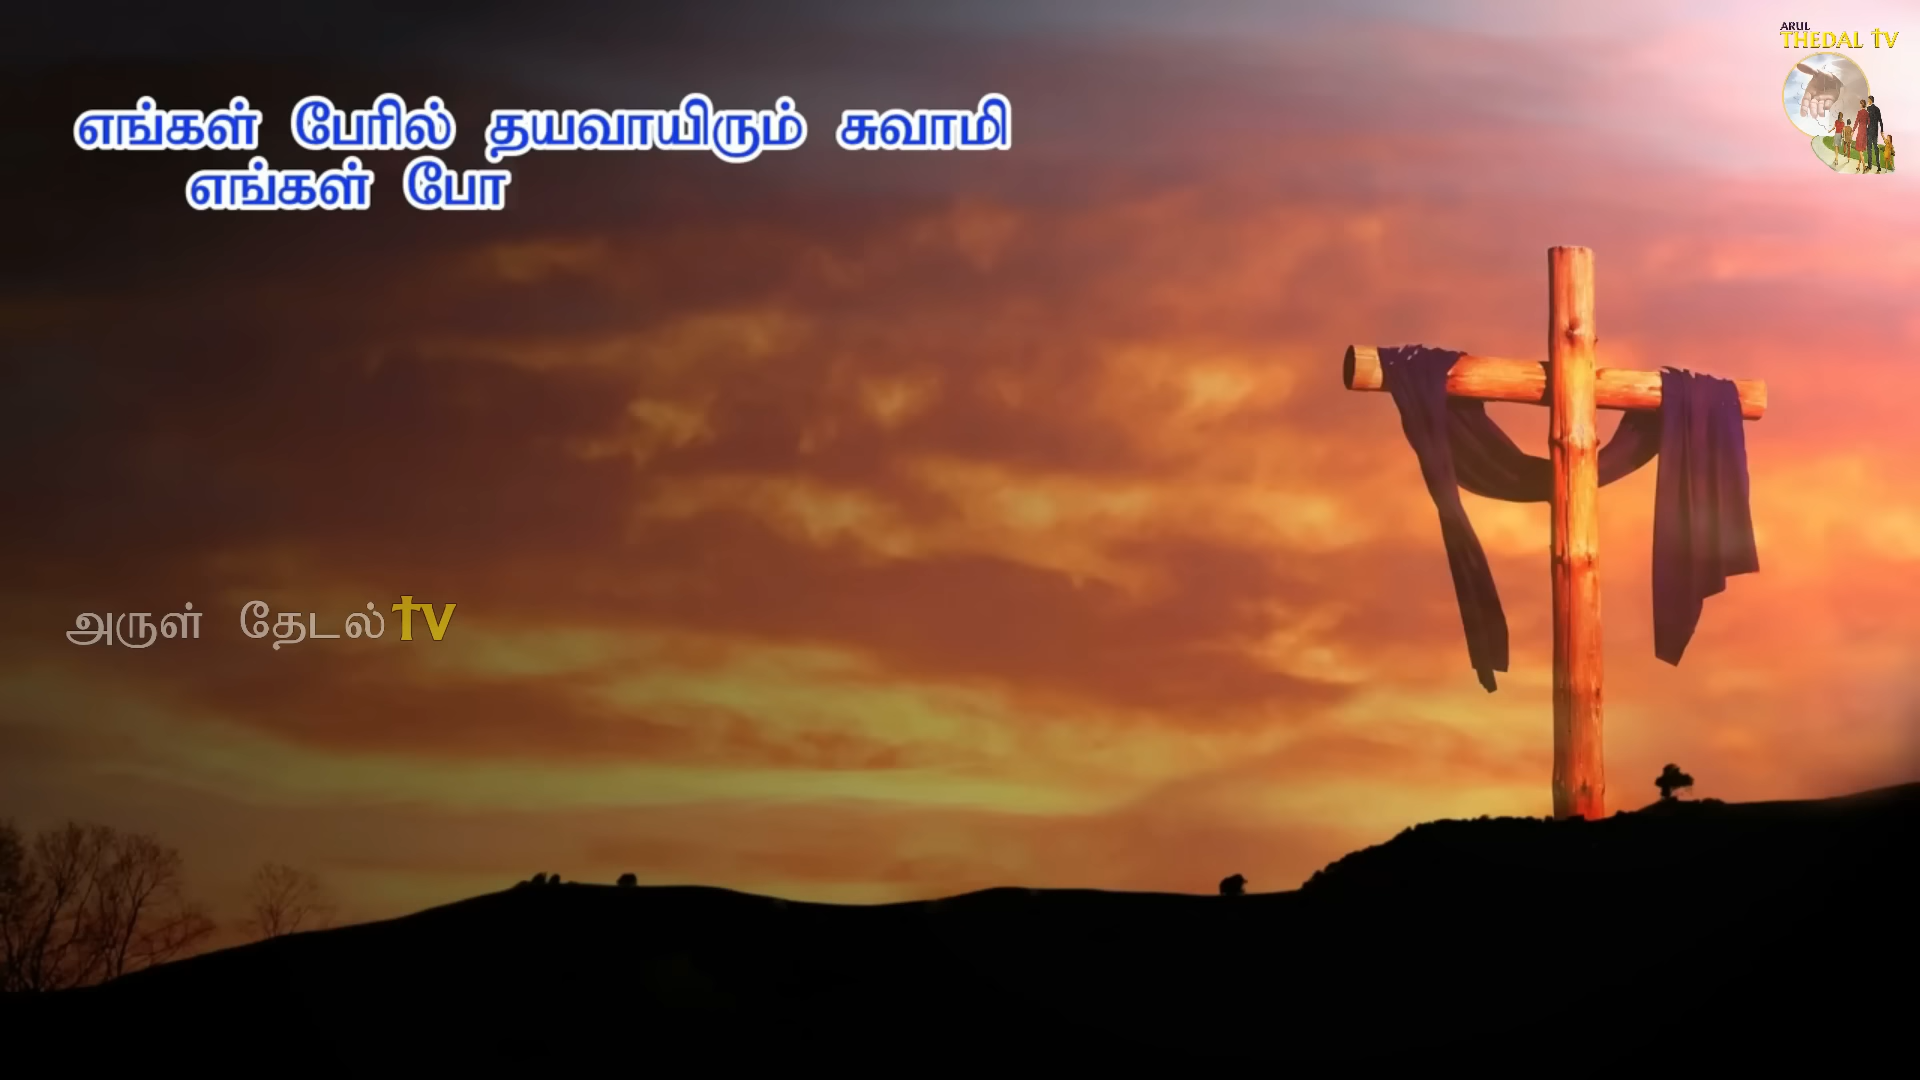 ARUL
THEDAL TV
எங்கள் பேரில் தயவாயிரும் சுவாமி
எங்கள் போ
அருள் தேடல் TV